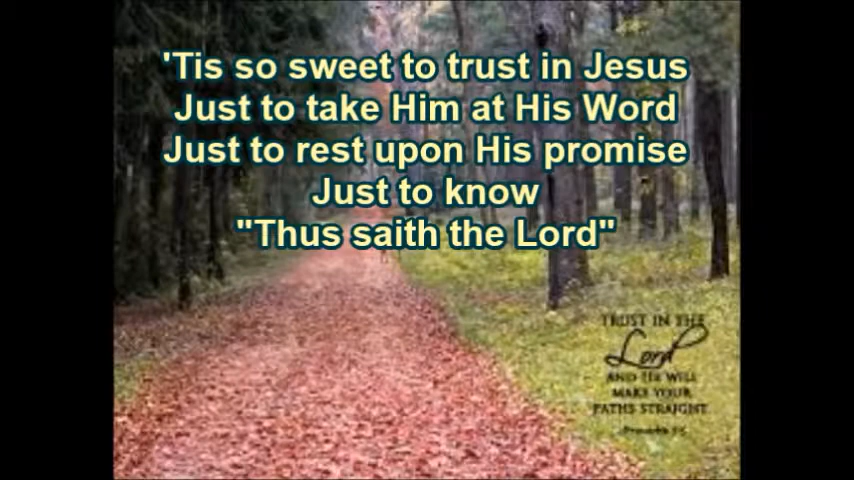 'Tis so sweet to trust in Jesus
Just to take Him at His Word
Just to rest upon His promise
Just to know
"Thus saith the Lord"
TRUST IN THE
Lord
AND HE WILL
MAKE YOUR
PATHS STRAIGHT